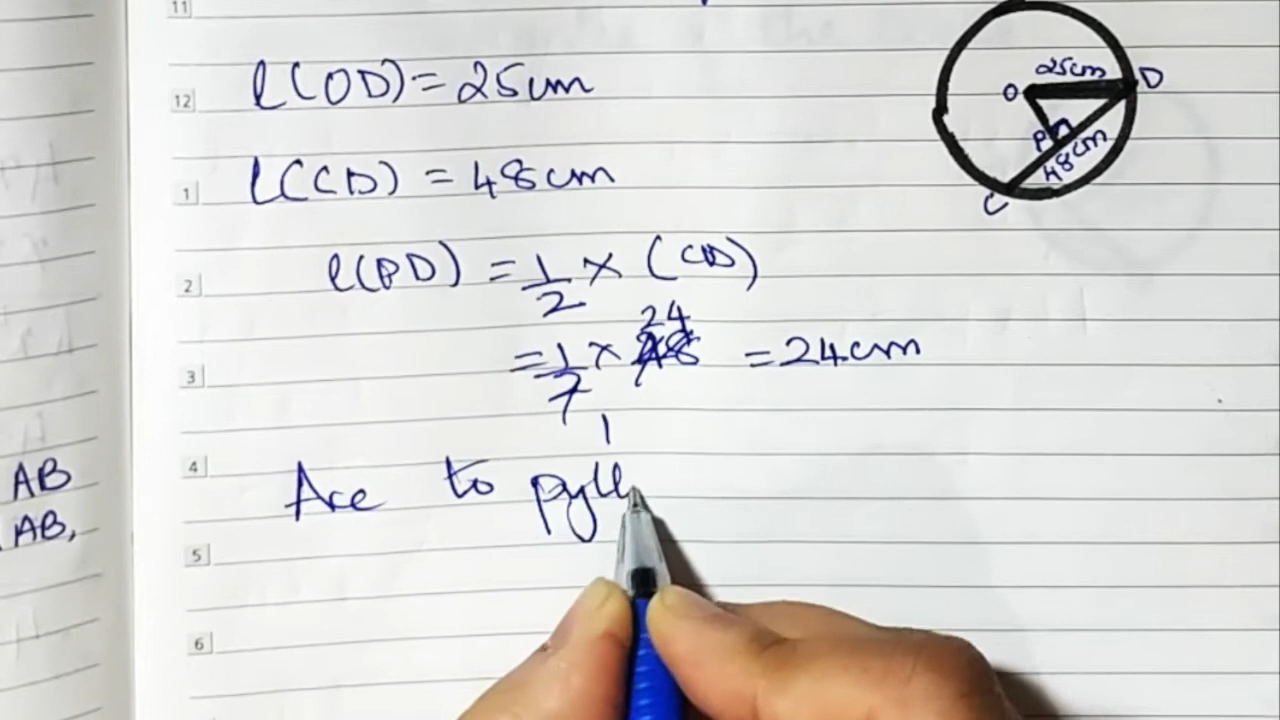 11
12 l(OD) = 25cm
25cm
O D
P
48cm
C
1 l(CD) = 48cm
2 l(PD) = 1/2 × (CD)
24
3 = 1/2 × 48 = 24cm
1
4 Acc to pyth
AB
AB,
5
6